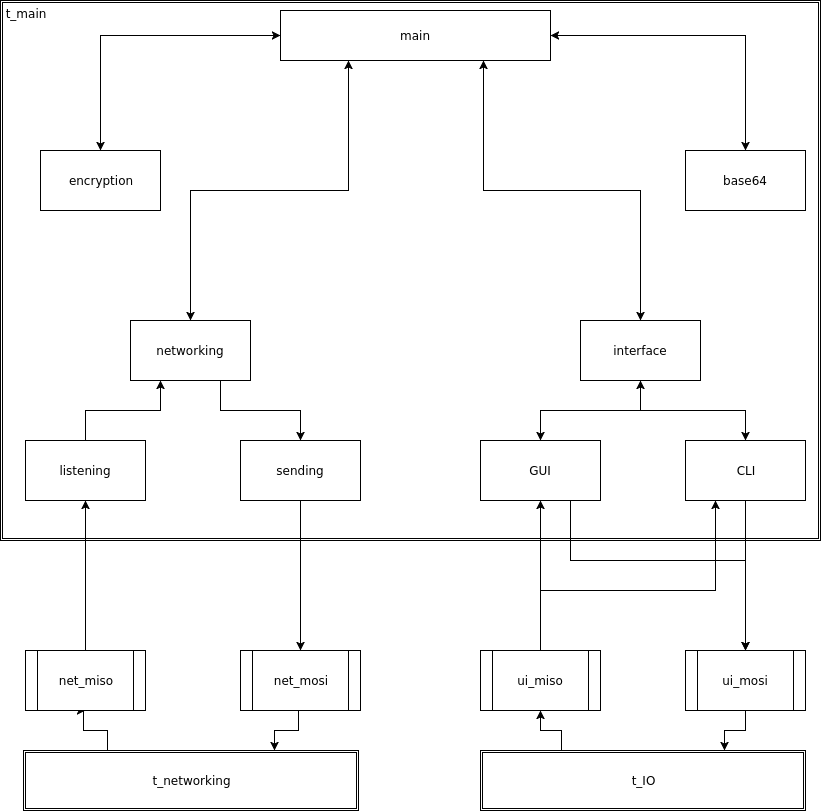 t_main
main
encryption
base64
networking
interface
listening
sending
GUI
CLI
net_miso
net_mosi
ui_miso
ui_mosi
t_networking
t_IO